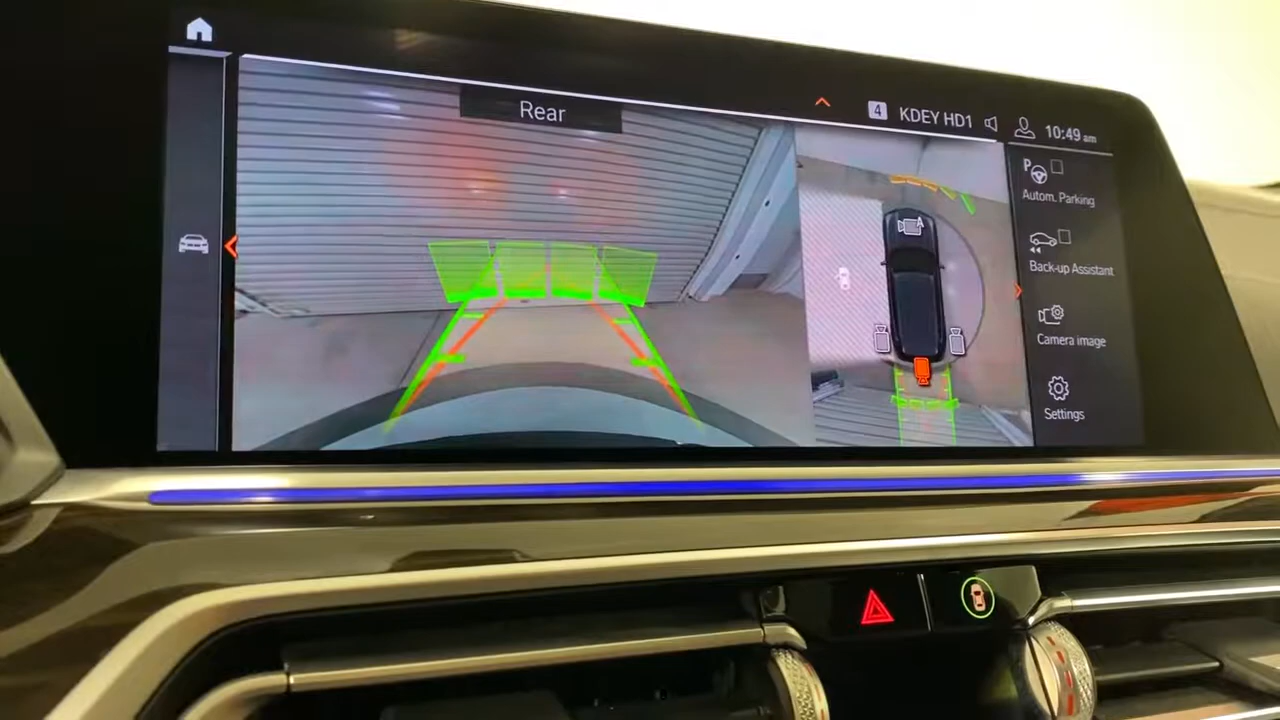 Rear
4 KDEY HD1 10:49 am
P
Autom. Parking
Back-up Assistant
A
Camera image
Settings